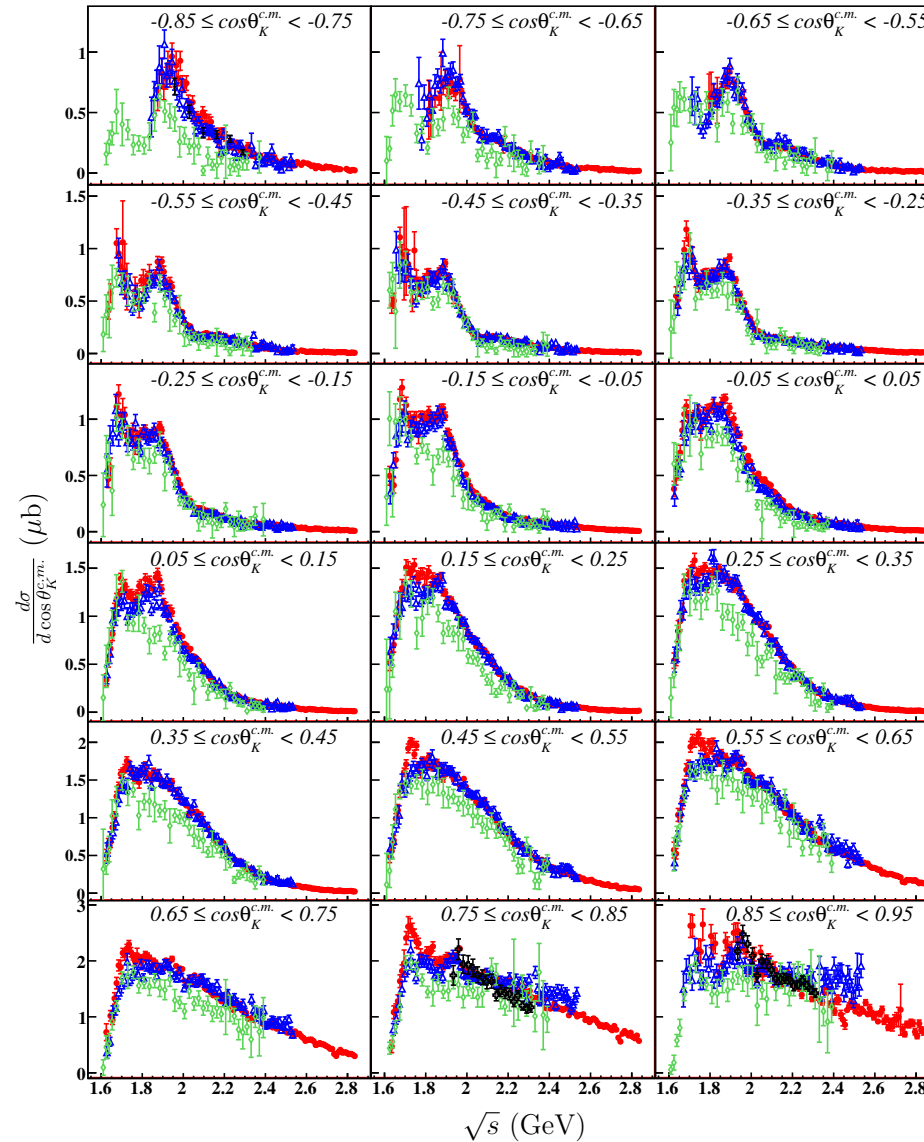 -0.85 ≤ cosθ_K^{c.m.} < -0.75
-0.75 ≤ cosθ_K^{c.m.} < -0.65
-0.65 ≤ cosθ_K^{c.m.} < -0.55
1
0.5
0
-0.55 ≤ cosθ_K^{c.m.} < -0.45
-0.45 ≤ cosθ_K^{c.m.} < -0.35
-0.35 ≤ cosθ_K^{c.m.} < -0.25
1.5
1
0.5
0
-0.25 ≤ cosθ_K^{c.m.} < -0.15
-0.15 ≤ cosθ_K^{c.m.} < -0.05
-0.05 ≤ cosθ_K^{c.m.} < 0.05
1.5
1
0.5
0
0.05 ≤ cosθ_K^{c.m.} < 0.15
0.15 ≤ cosθ_K^{c.m.} < 0.25
0.25 ≤ cosθ_K^{c.m.} < 0.35
1.5
1
0.5
0
0.35 ≤ cosθ_K^{c.m.} < 0.45
0.45 ≤ cosθ_K^{c.m.} < 0.55
0.55 ≤ cosθ_K^{c.m.} < 0.65
2
1.5
1
0.5
0
0.65 ≤ cosθ_K^{c.m.} < 0.75
0.75 ≤ cosθ_K^{c.m.} < 0.85
0.85 ≤ cosθ_K^{c.m.} < 0.95
3
2
1
0
1.6 1.8 2 2.2 2.4 2.6 2.8
1.6 1.8 2 2.2 2.4 2.6 2.8
1.6 1.8 2 2.2 2.4 2.6 2.8
dσ/d cos θ_K^{c.m.} (μb)
√s (GeV)